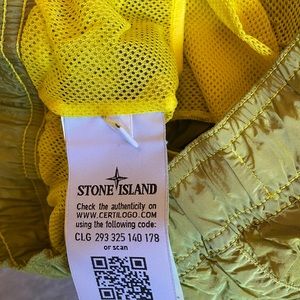 STONE ISLAND
Check the authenticity on
WWW.CERTILOGO.COM
using the following code:
CLG 293 325 140 178
or scan